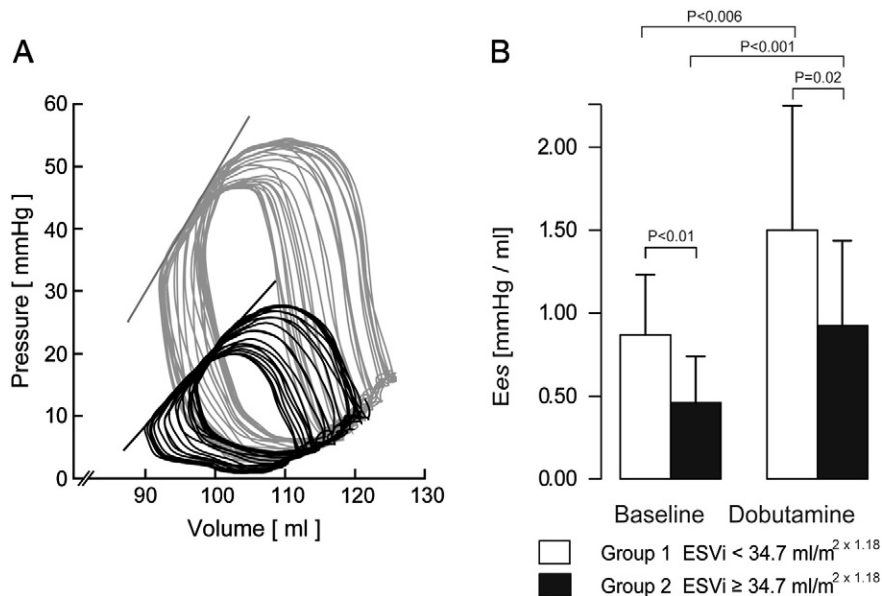 A
Pressure [ mmHg]
60
50
40
30
20
10
0
90 100 110 120 130
Volume [ ml ]
B
P<0.006
P<0.001
P=0.02
P<0.01
Ees [mmHg / ml]
2.00
1.50
1.00
0.50
0.00
Baseline Dobutamine
Group 1 ESVi < 34.7 ml/m^2 x 1.18
Group 2 ESVi ≥ 34.7 ml/m^2 x 1.18